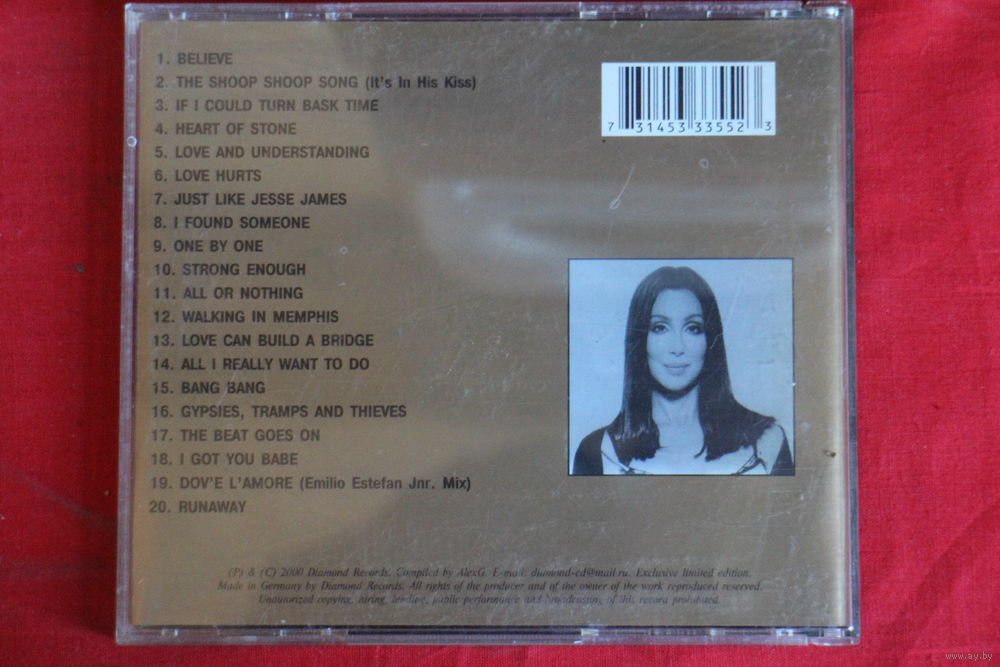 1. BELIEVE
2. THE SHOOP SHOOP SONG (It's In His Kiss)
3. IF I COULD TURN BASK TIME
4. HEART OF STONE
5. LOVE AND UNDERSTANDING
6. LOVE HURTS
7. JUST LIKE JESSE JAMES
8. I FOUND SOMEONE
9. ONE BY ONE
10. STRONG ENOUGH
11. ALL OR NOTHING
12. WALKING IN MEMPHIS
13. LOVE CAN BUILD A BRIDGE
14. ALL I REALLY WANT TO DO
15. BANG BANG
16. GYPSIES, TRAMPS AND THIEVES
17. THE BEAT GOES ON
18. I GOT YOU BABE
19. DOV'E L'AMORE (Emilio Estefan Jnr. Mix)
20. RUNAWAY
7 31453 33552 3
(P) & (C) 2000 Diamond Records. Compiled by AlexG. E-mail: diamond-cd@mail.ru. Exclusive limited edition.
Made in Germany by Diamond Records. All rights of the producer and of the owner of the work reproduced reserved.
Unautorized copying, airing, lending, public performance and broadcasting of this record prohibited.
www.ay.by